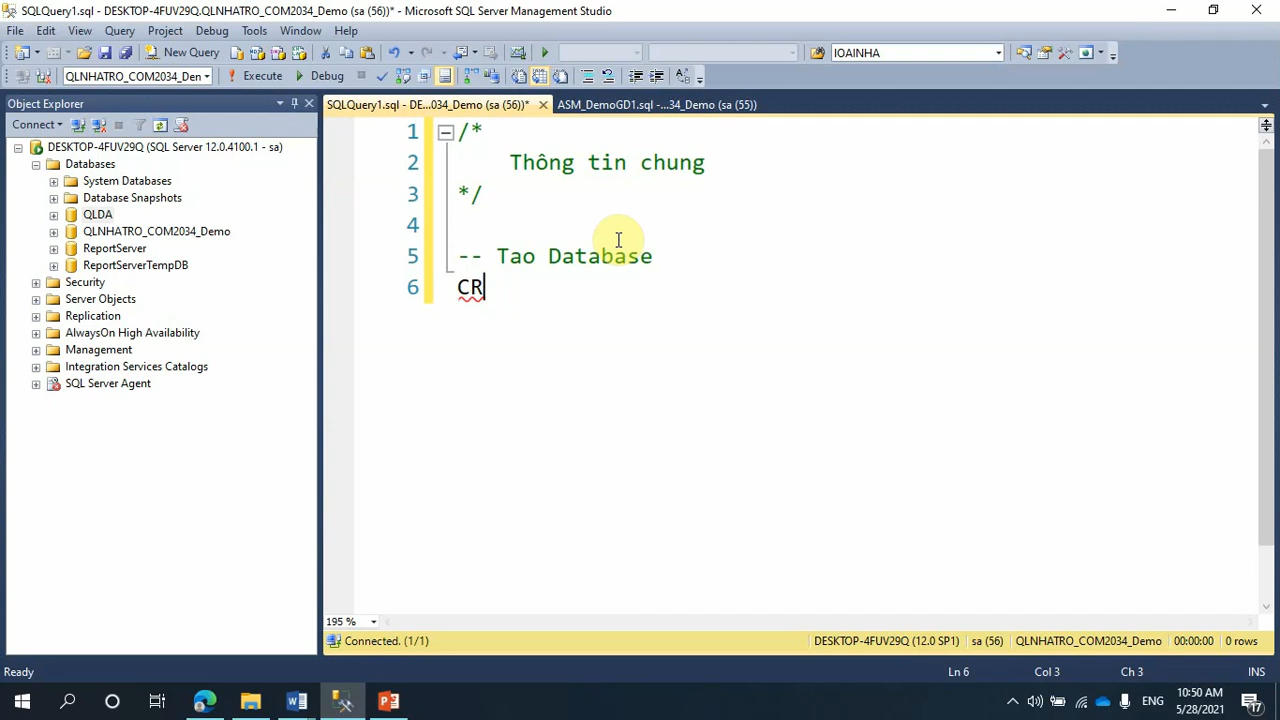 SQLQuery1.sql - DESKTOP-4FUV29Q.QLNHATRO_COM2034_Demo (sa (56))* - Microsoft SQL Server Management Studio
File Edit View Query Project Debug Tools Window Help
New Query IOAINHA
QLNHATRO_COM2034_Den Execute Debug
Object Explorer
SQLQuery1.sql - DE...034_Demo (sa (56))* ASM_DemoGD1.sql -...34_Demo (sa (55))
Connect
DESKTOP-4FUV29Q (SQL Server 12.0.4100.1 - sa)
Databases
System Databases
Database Snapshots
QLDA
QLNHATRO_COM2034_Demo
ReportServer
ReportServerTempDB
Security
Server Objects
Replication
AlwaysOn High Availability
Management
Integration Services Catalogs
SQL Server Agent
1 /*
2 Thông tin chung
3 */
4
5 -- Tao Database
6 CR
195 %
Connected. (1/1) DESKTOP-4FUV29Q (12.0 SP1) sa (56) QLNHATRO_COM2034_Demo 00:00:00 0 rows
Ready Ln 6 Col 3 Ch 3 INS
ENG 10:50 AM
5/28/2021 17